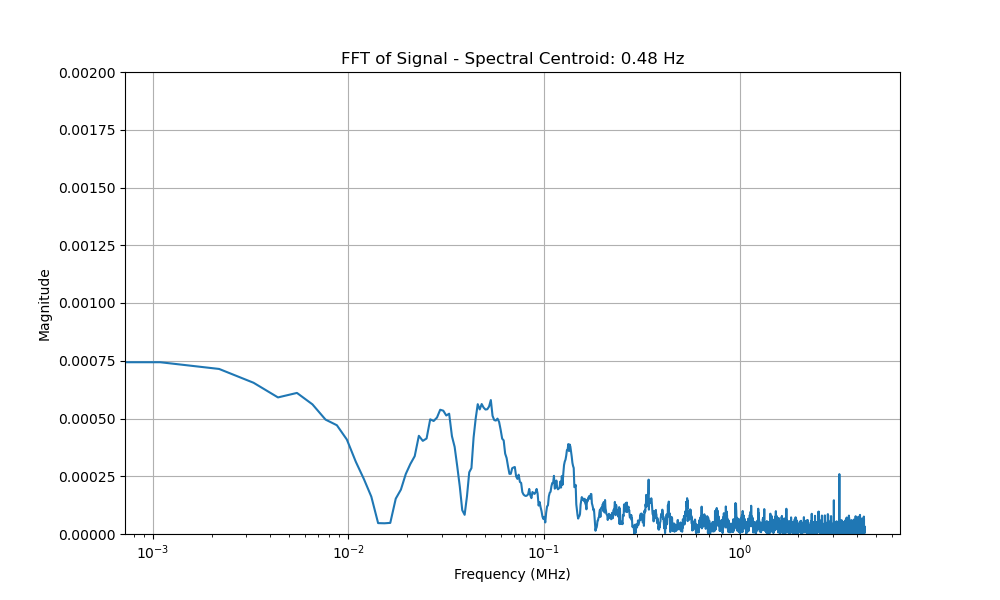 FFT of Signal - Spectral Centroid: 0.48 Hz
Magnitude
0.00200
0.00175
0.00150
0.00125
0.00100
0.00075
0.00050
0.00025
0.00000
10⁻³ 10⁻² 10⁻¹ 10⁰
Frequency (MHz)